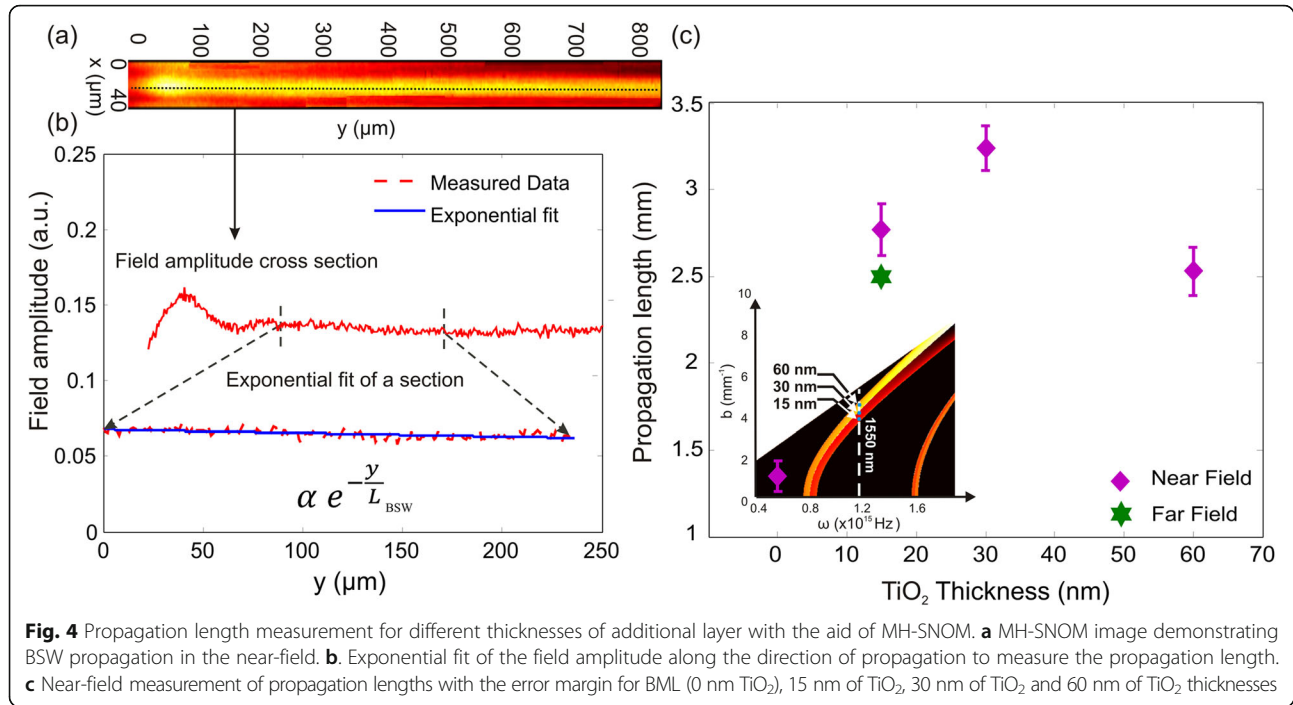 (a)
0 100 200 300 400 500 600 700 800
x (µm)
0
40
y (µm)
(b)
0.25
0.2
0.15
0.1
0.05
0
Field amplitude (a.u.)
Measured Data
Exponential fit
Field amplitude cross section
Exponential fit of a section
α e^{-y/L_{BSW}}
0 50 100 150 200 250
y (µm)
(c)
3.5
3
2.5
2
1.5
1
Propagation length (mm)
10
8
6
4
2
0
b (mm⁻¹)
60 nm
30 nm
15 nm
1550 nm
0.4 0.8 1.2 1.6
ω (x10¹⁵ Hz)
Near Field
Far Field
0 10 20 30 40 50 60 70
TiO₂ Thickness (nm)
Fig. 4 Propagation length measurement for different thicknesses of additional layer with the aid of MH-SNOM. a MH-SNOM image demonstrating
BSW propagation in the near-field. b. Exponential fit of the field amplitude along the direction of propagation to measure the propagation length.
c Near-field measurement of propagation lengths with the error margin for BML (0 nm TiO₂), 15 nm of TiO₂, 30 nm of TiO₂ and 60 nm of TiO₂ thicknesses